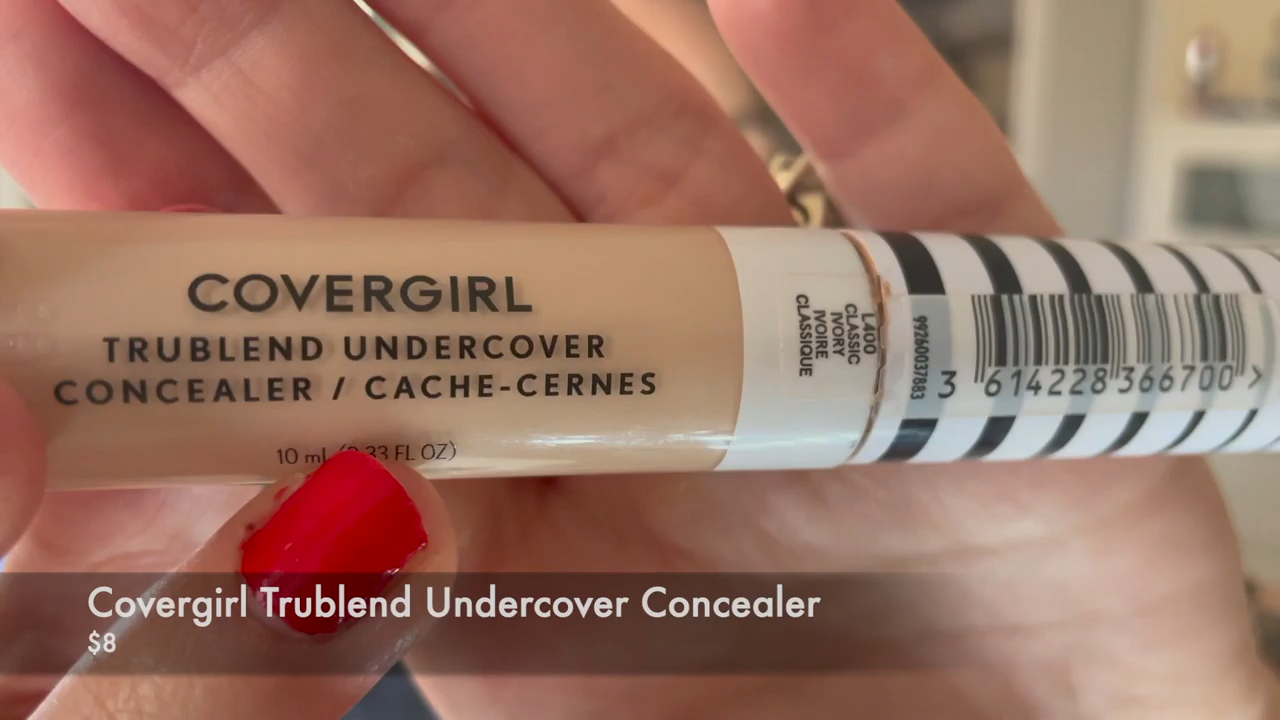 COVERGIRL
TRUBLEND UNDERCOVER
CONCEALER / CACHE-CERNES
10 mL (0.33 FL OZ)
L400
CLASSIC
IVORY
IVOIRE
CLASSIQUE
99260037883
3 614228 366700 >
Covergirl Trublend Undercover Concealer
$8